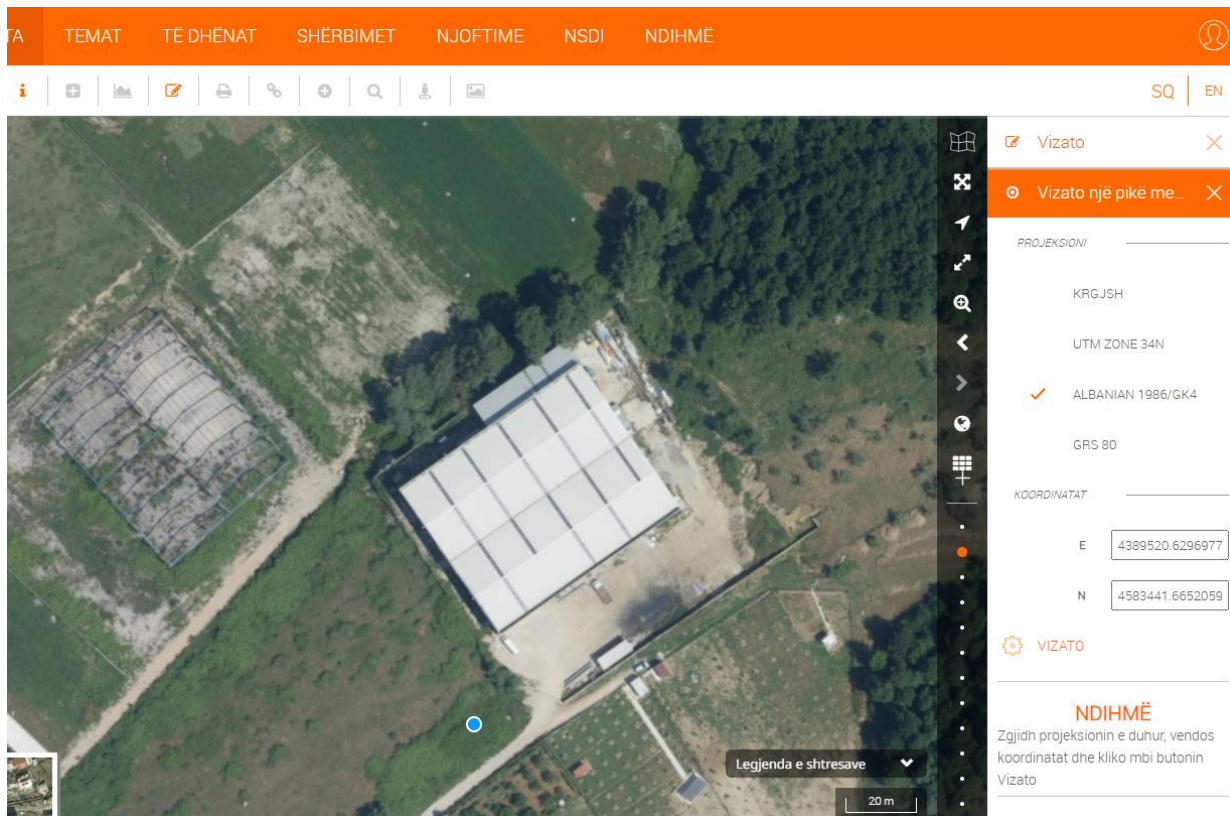 TA TEMAT TË DHËNAT SHËRBIMET NJOFTIME NSDI NDIHMË
SQ EN
Vizato
Vizato një pikë me...
PROJEKSIONI
KRGJSH
UTM ZONE 34N
ALBANIAN 1986/GK4
GRS 80
KOORDINATAT
E 4389520.6296977
N 4583441.6652059
VIZATO
NDIHMË
Zgjidh projeksionin e duhur, vendos
koordinatat dhe kliko mbi butonin
Vizato
Legjenda e shtresave
20 m